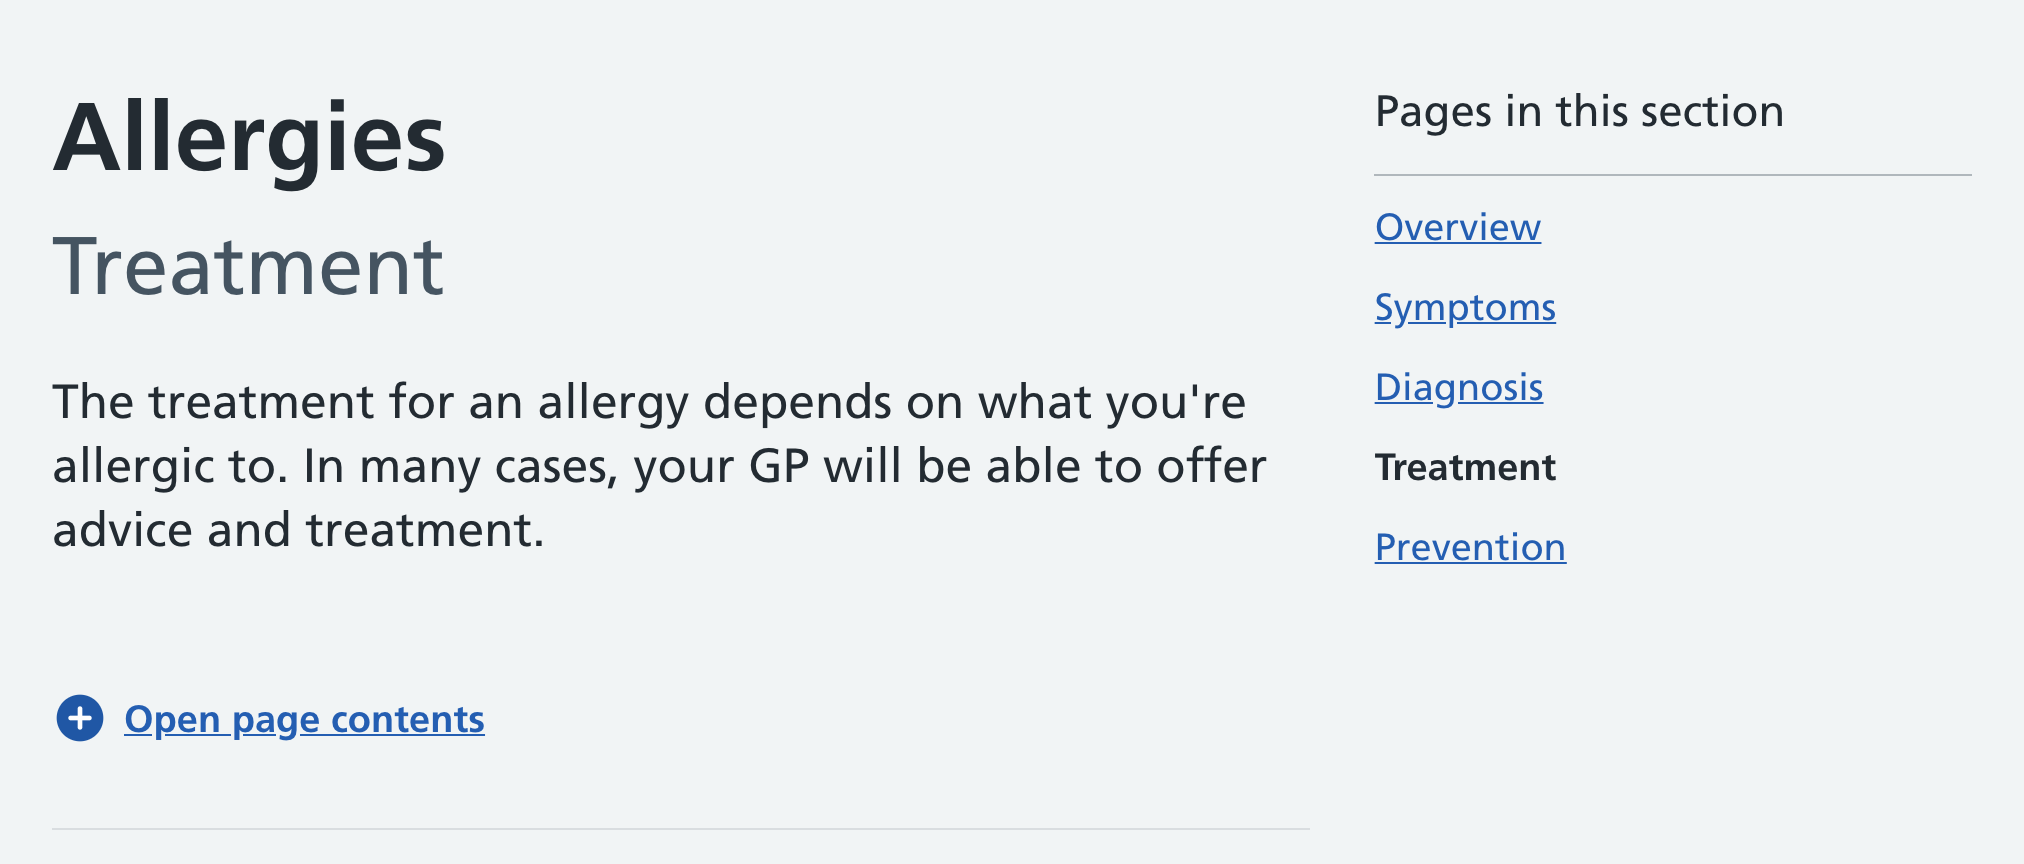 Allergies
Treatment
The treatment for an allergy depends on what you're
allergic to. In many cases, your GP will be able to offer
advice and treatment.
Open page contents
Pages in this section
Overview
Symptoms
Diagnosis
Treatment
Prevention